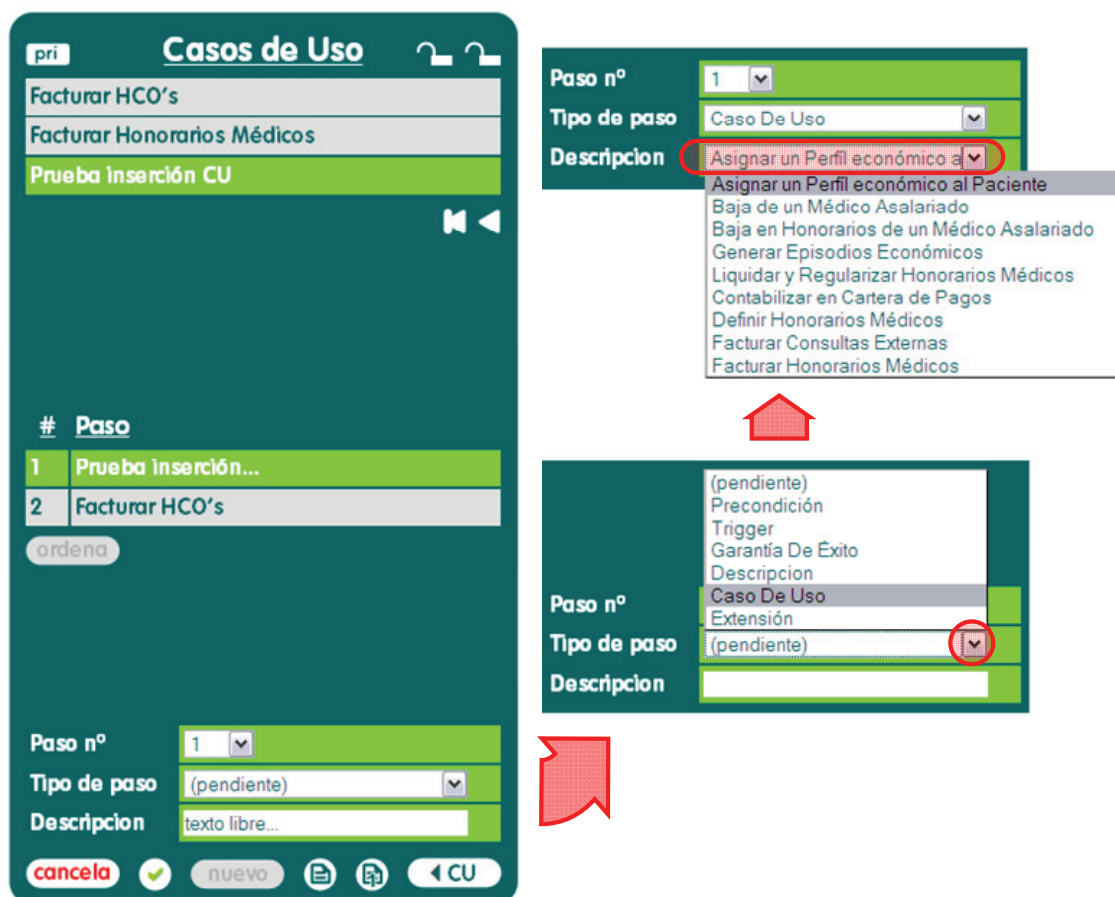 pri Casos de Uso
Facturar HCO's
Facturar Honorarios Médicos
Prueba inserción CU
# Paso
1 Prueba inserción...
2 Facturar HCO's
ordena
Paso nº 1
Tipo de paso (pendiente)
Descripcion texto libre...
cancela nuevo CU
Paso nº 1
Tipo de paso Caso De Uso
Descripcion Asignar un Perfil económico a
Asignar un Perfil económico al Paciente
Baja de un Médico Asalariado
Baja en Honorarios de un Médico Asalariado
Generar Episodios Económicos
Liquidar y Regularizar Honorarios Médicos
Contabilizar en Cartera de Pagos
Definir Honorarios Médicos
Facturar Consultas Externas
Facturar Honorarios Médicos
(pendiente)
Precondición
Trigger
Garantía De Éxito
Descripcion
Caso De Uso
Extensión
Paso nº
Tipo de paso (pendiente)
Descripcion